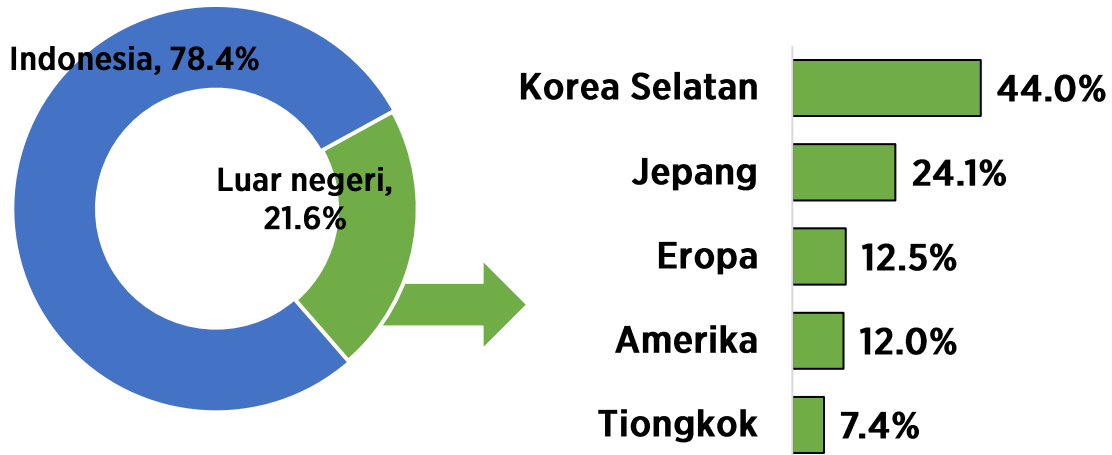 Indonesia, 78.4%
Luar negeri,
21.6%
Korea Selatan 44.0%
Jepang 24.1%
Eropa 12.5%
Amerika 12.0%
Tiongkok 7.4%